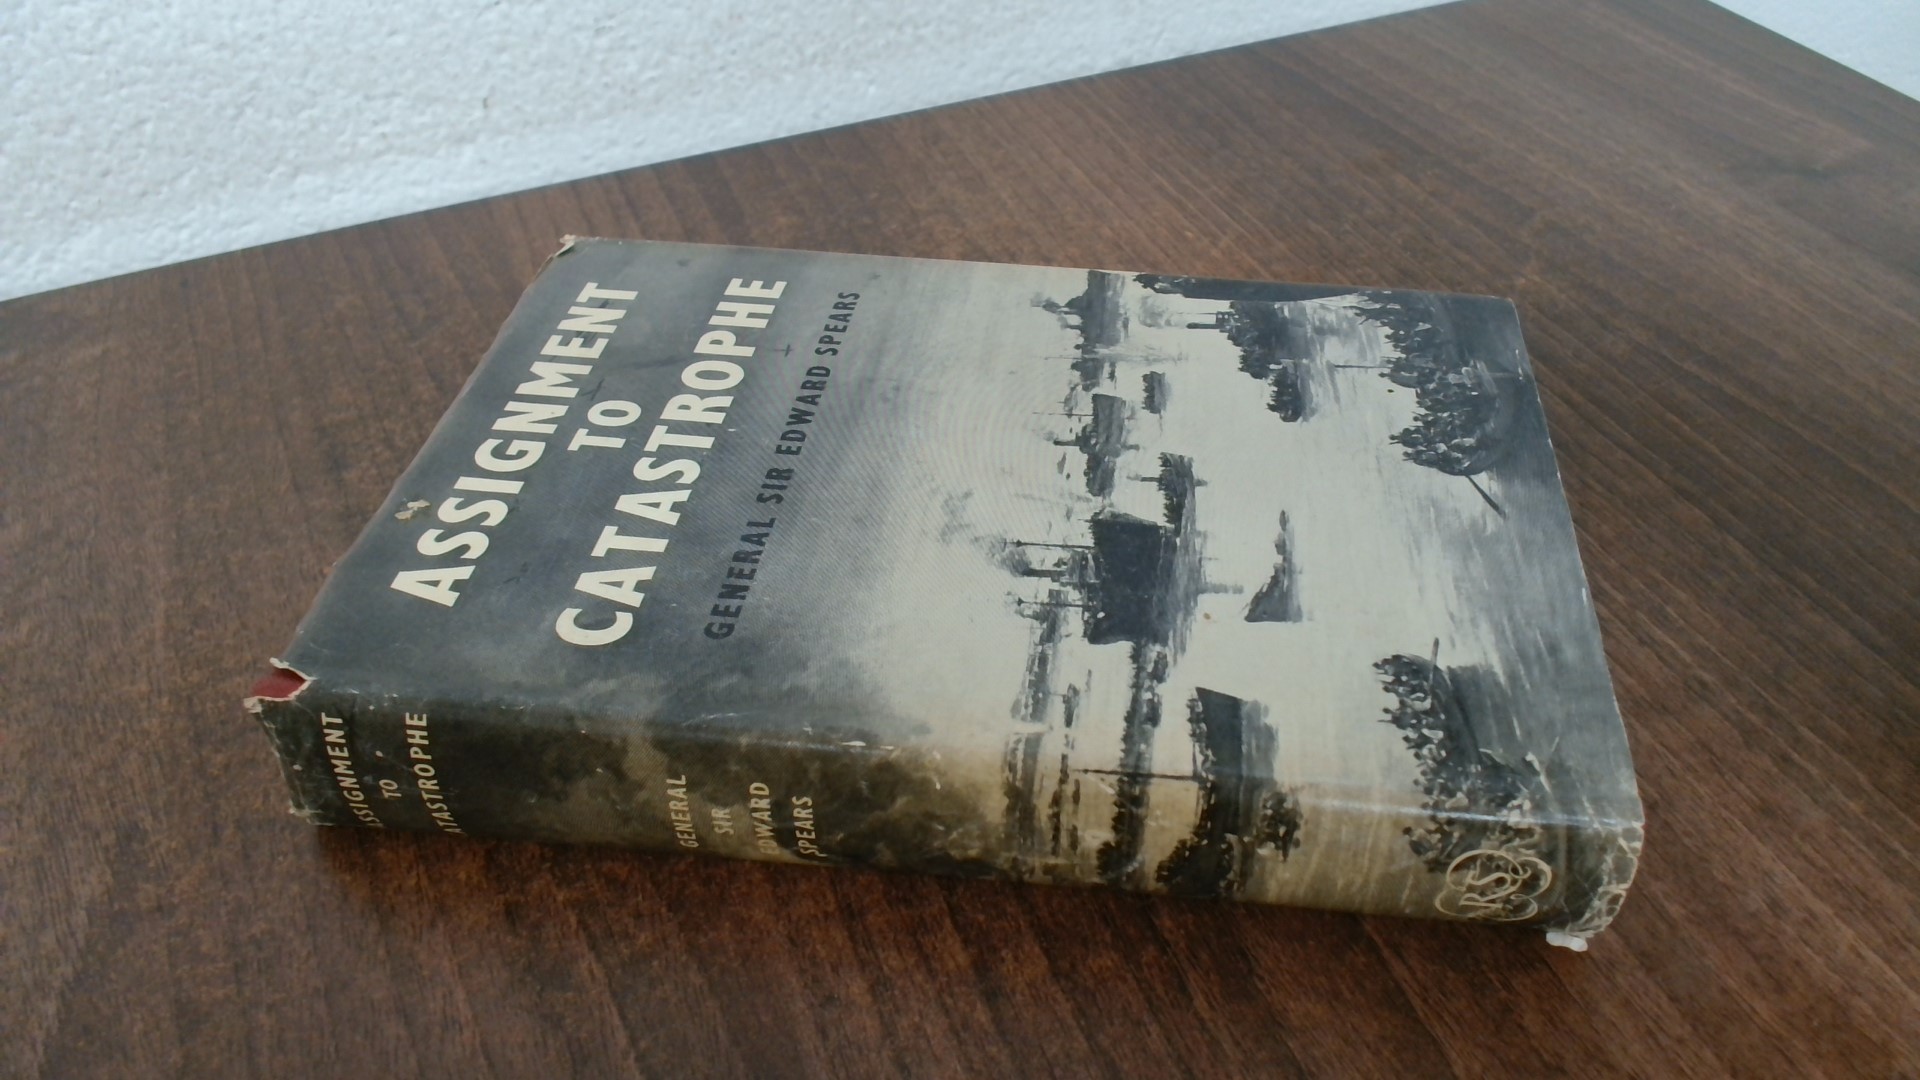 ASSIGNMENT
TO
CATASTROPHE
GENERAL SIR EDWARD SPEARS
ASSIGNMENT
TO
CATASTROPHE
GENERAL
SIR
EDWARD
SPEARS